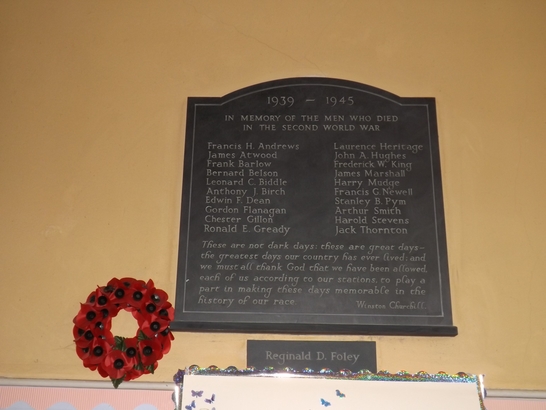 1939 - 1945
IN MEMORY OF THE MEN WHO DIED
IN THE SECOND WORLD WAR
Francis H. Andrews
James Atwood
Frank Barlow
Bernard Belson
Leonard C. Biddle
Anthony J. Birch
Edwin F. Dean
Gordon Flanagan
Chester Gillon
Ronald E. Gready
Laurence Heritage
John A. Hughes
Frederick W. King
James Marshall
Harry Mudge
Francis G. Newell
Stanley B. Pym
Arthur Smith
Harold Stevens
Jack Thornton
These are not dark days: these are great days –
the greatest days our country has ever lived: and
we must all thank God that we have been allowed,
each of us according to our stations, to play a
part in making these days memorable in the
history of our race
Winston Churchill
Reginald D. Foley